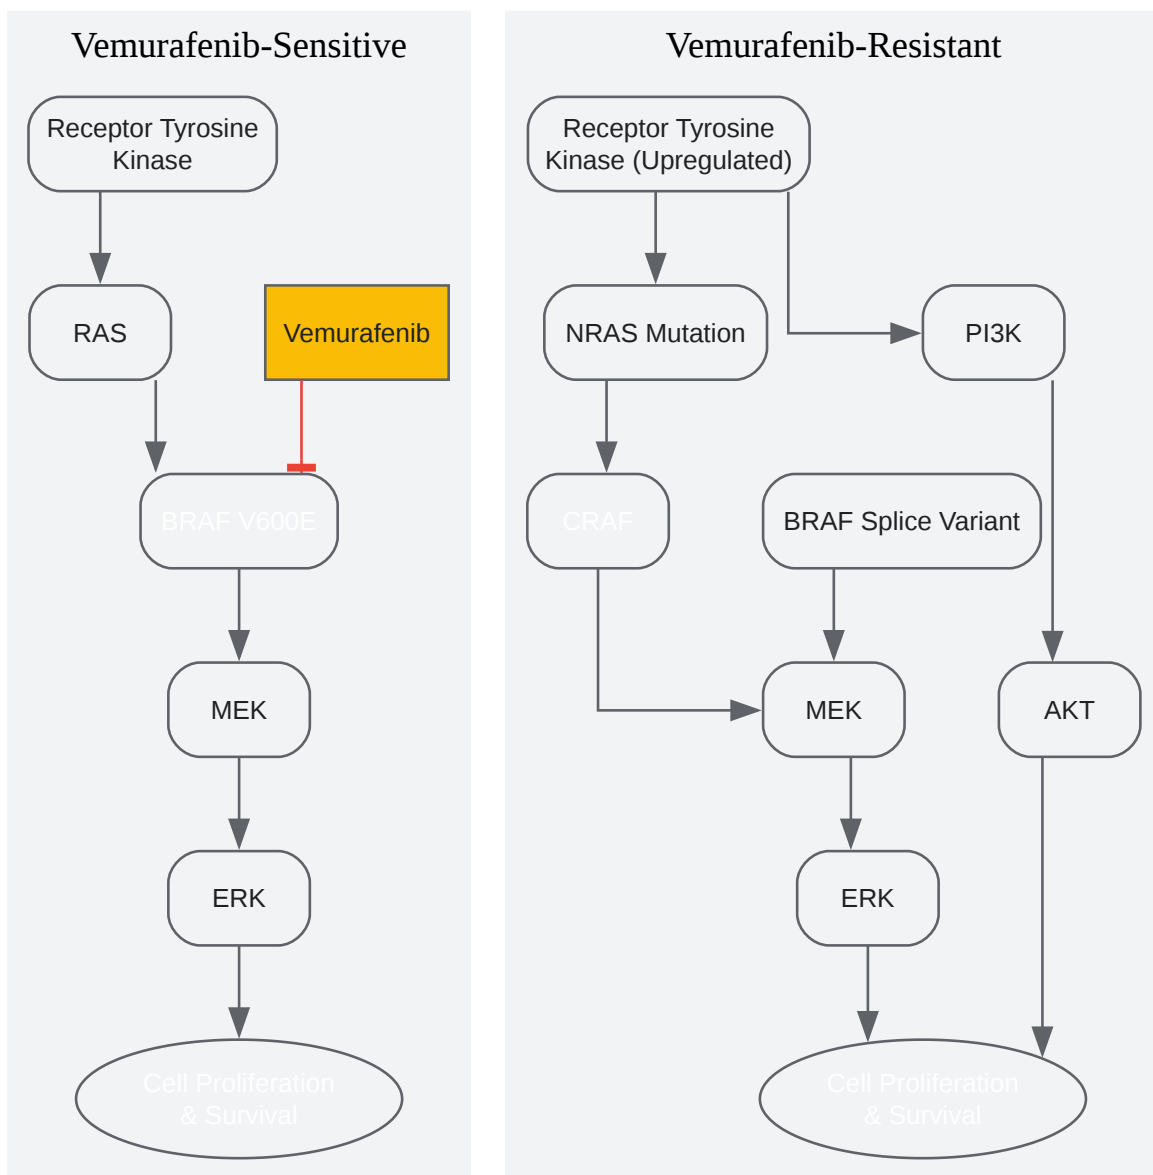 Vemurafenib-Sensitive
Receptor Tyrosine
Kinase
RAS
Vemurafenib
BRAF V600E
MEK
ERK
Cell Proliferation
& Survival
Vemurafenib-Resistant
Receptor Tyrosine
Kinase (Upregulated)
NRAS Mutation
PI3K
CRAF
BRAF Splice Variant
MEK
AKT
ERK
Cell Proliferation
& Survival